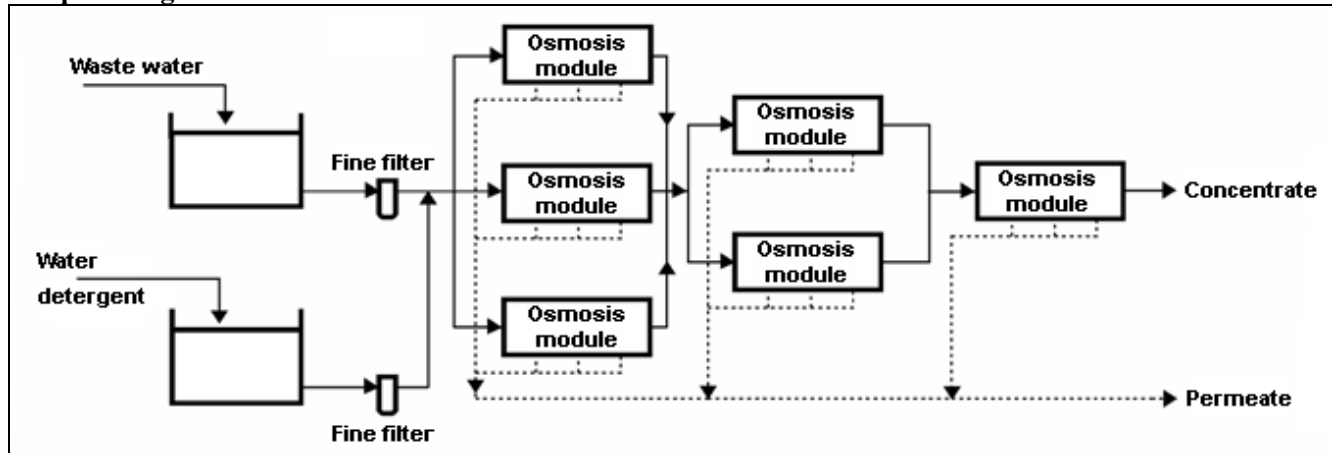 Waste water
Fine filter
Water
detergent
Fine filter
Osmosis
module
Osmosis
module
Osmosis
module
Osmosis
module
Osmosis
module
Osmosis
module
Concentrate
Permeate